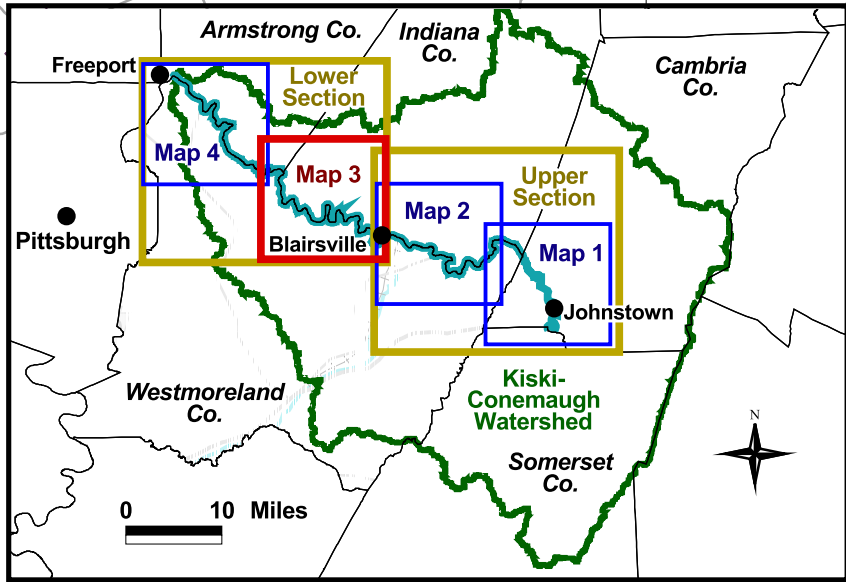 Armstrong Co.
Indiana
Co.
Cambria
Co.
Freeport
Lower
Section
Map 4
Map 3
Upper
Section
Map 2
Pittsburgh
Blairsville
Map 1
Johnstown
Westmoreland
Co.
Kiski-
Conemaugh
Watershed
Somerset
Co.
N
0 10 Miles